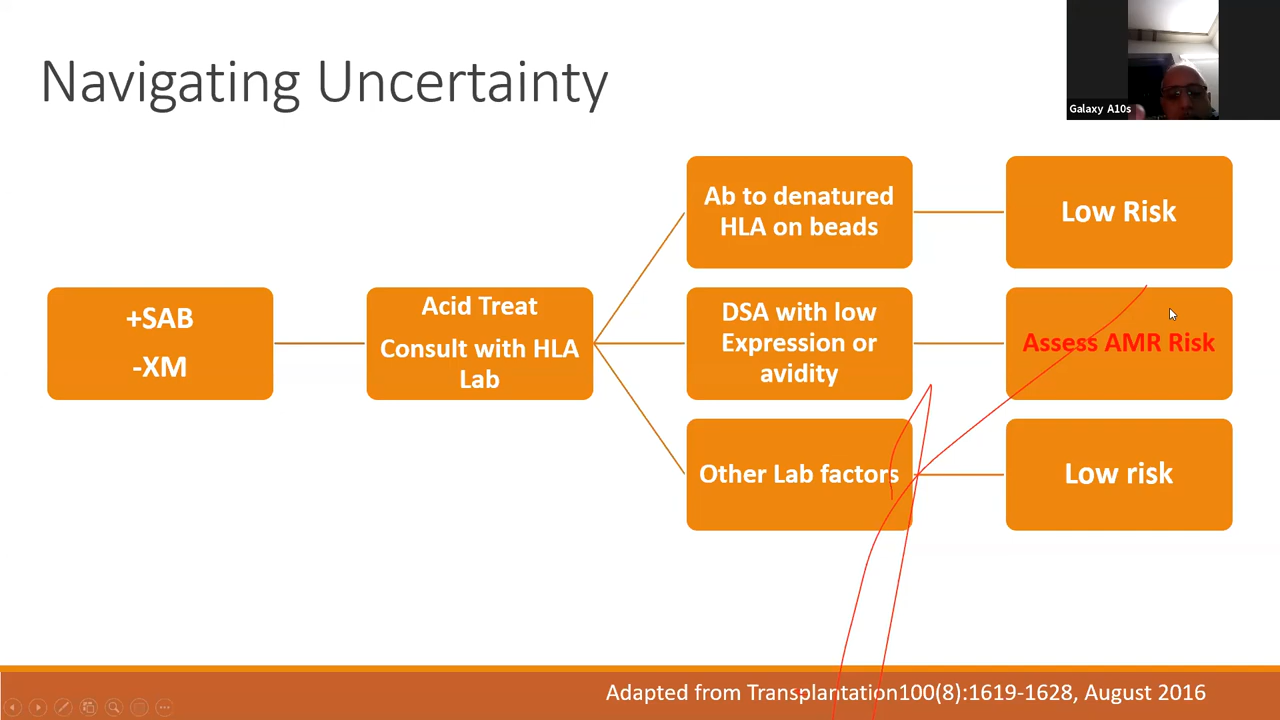 Navigating Uncertainty
Galaxy A10s
+SAB
-XM
Acid Treat
Consult with HLA
Lab
Ab to denatured
HLA on beads
Low Risk
DSA with low
Expression or
avidity
Assess AMR Risk
Other Lab factors
Low risk
Adapted from Transplantation100(8):1619-1628, August 2016